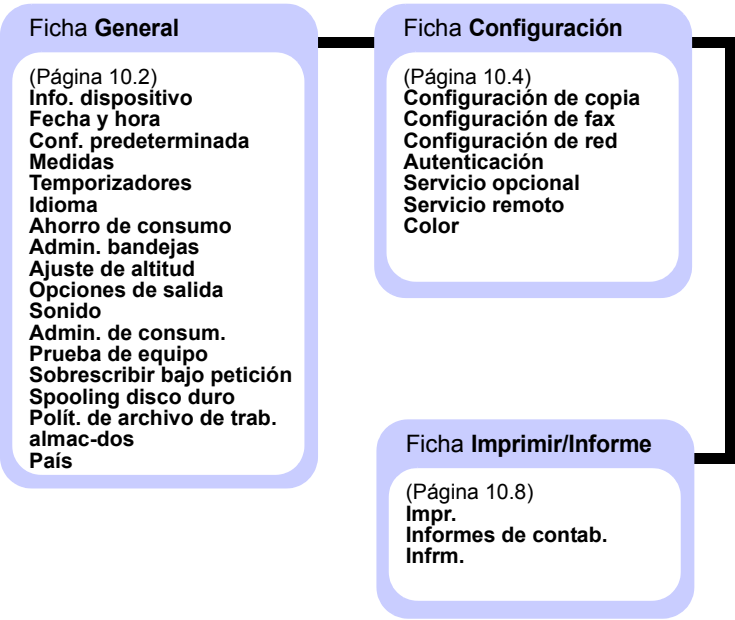 Ficha General
(Página 10.2)
Info. dispositivo
Fecha y hora
Conf. predeterminada
Medidas
Temporizadores
Idioma
Ahorro de consumo
Admin. bandejas
Ajuste de altitud
Opciones de salida
Sonido
Admin. de consum.
Prueba de equipo
Sobrescribir bajo petición
Spooling disco duro
Polít. de archivo de trab.
almac-dos
País
Ficha Configuración
(Página 10.4)
Configuración de copia
Configuración de fax
Configuración de red
Autenticación
Servicio opcional
Servicio remoto
Color
Ficha Imprimir/Informe
(Página 10.8)
Impr.
Informes de contab.
Infrm.